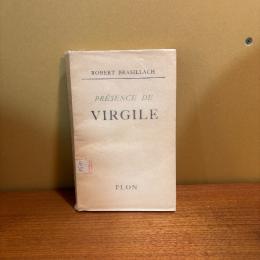 ROBERT BRASILLACH
PRÉSENCE DE
VIRGILE
PLON